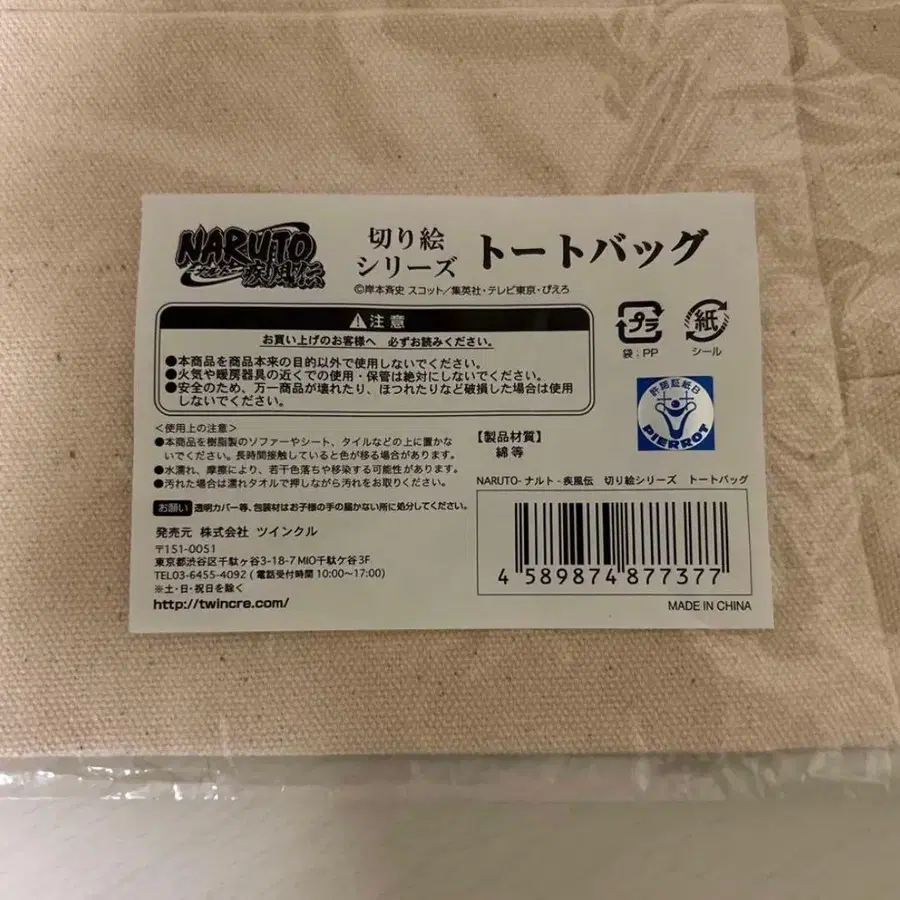 NARUTO
-ナルト-
疾風伝
切り絵
シリーズ
トートバッグ
©岸本斉史 スコット／集英社・テレビ東京・ぴえろ
注意
お買い上げのお客様へ 必ずお読みください。
●本商品を商品本来の目的以外で使用しないでください。
●火気や暖房器具の近くでの使用・保管は絶対にしないでください。
●安全のため、万一商品が壊れたり、ほつれたりなど破損した場合は使用
しないでください。
プラ
袋：PP
紙
シール
許諾証紙日
PIERROT
＜使用上の注意＞
●本商品を樹脂製のソファーやシート、タイルなどの上に置かな
いでください。長時間接触していると色が移る場合があります。
●水濡れ、摩擦により、若干色落ちや移染する可能性があります。
●汚れた場合は濡れタオルで押しながら汚れをお取りください。
お願い 透明カバー等、包装材はお子様の手の届かない所に処分してください。
【製品材質】
綿 等
発売元 株式会社 ツインクル
〒151-0051
東京都渋谷区千駄ヶ谷3-18-7 MIO千駄ケ谷3F
TEL03-6455-4092 ( 電話受付時間 10:00～17:00)
※土・日・祝日を除く
http://twincre.com/
NARUTO- ナルト - 疾風伝 切り絵シリーズ トートバッグ
4 589874 877377
MADE IN CHINA